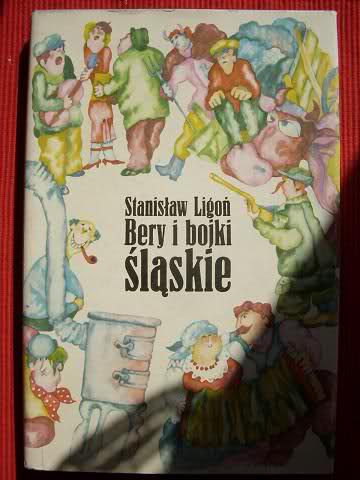 Stanisław Ligoń
Bery i bojki
śląskie